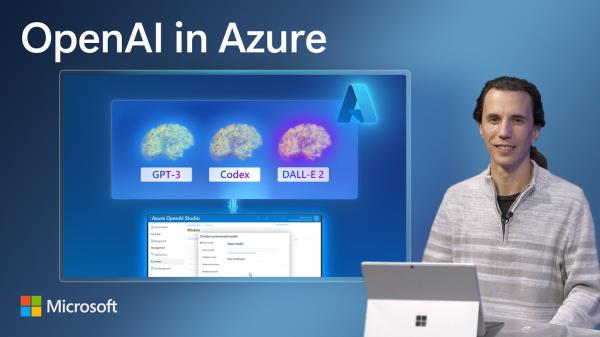 OpenAI in Azure
GPT-3
Codex
DALL-E 2
Azure OpenAI Studio
Models
Create customized model
Base model
Microsoft